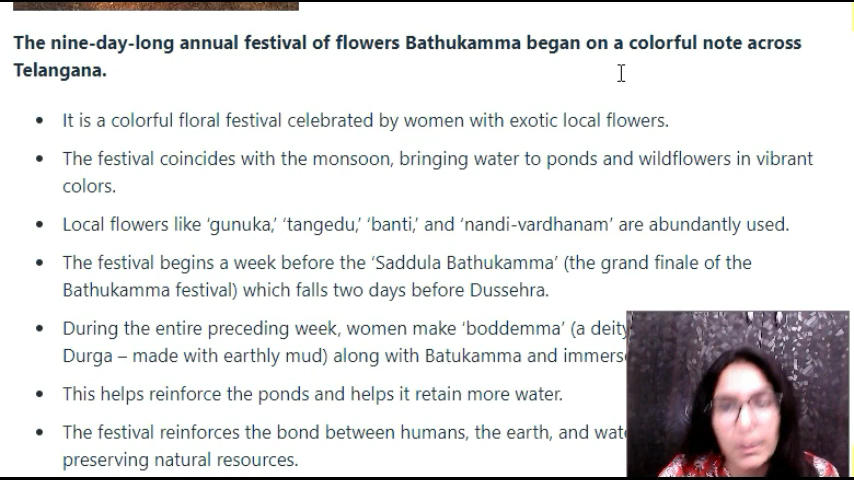 The nine-day-long annual festival of flowers Bathukamma began on a colorful note across
Telangana.
• It is a colorful floral festival celebrated by women with exotic local flowers.
• The festival coincides with the monsoon, bringing water to ponds and wildflowers in vibrant
colors.
• Local flowers like ‘gunuka,’ ‘tangedu,’ ‘banti,’ and ‘nandi-vardhanam’ are abundantly used.
• The festival begins a week before the ‘Saddula Bathukamma’ (the grand finale of the
Bathukamma festival) which falls two days before Dussehra.
• During the entire preceding week, women make ‘boddemma’ (a deity
Durga – made with earthly mud) along with Batukamma and immers
• This helps reinforce the ponds and helps it retain more water.
• The festival reinforces the bond between humans, the earth, and wat
preserving natural resources.